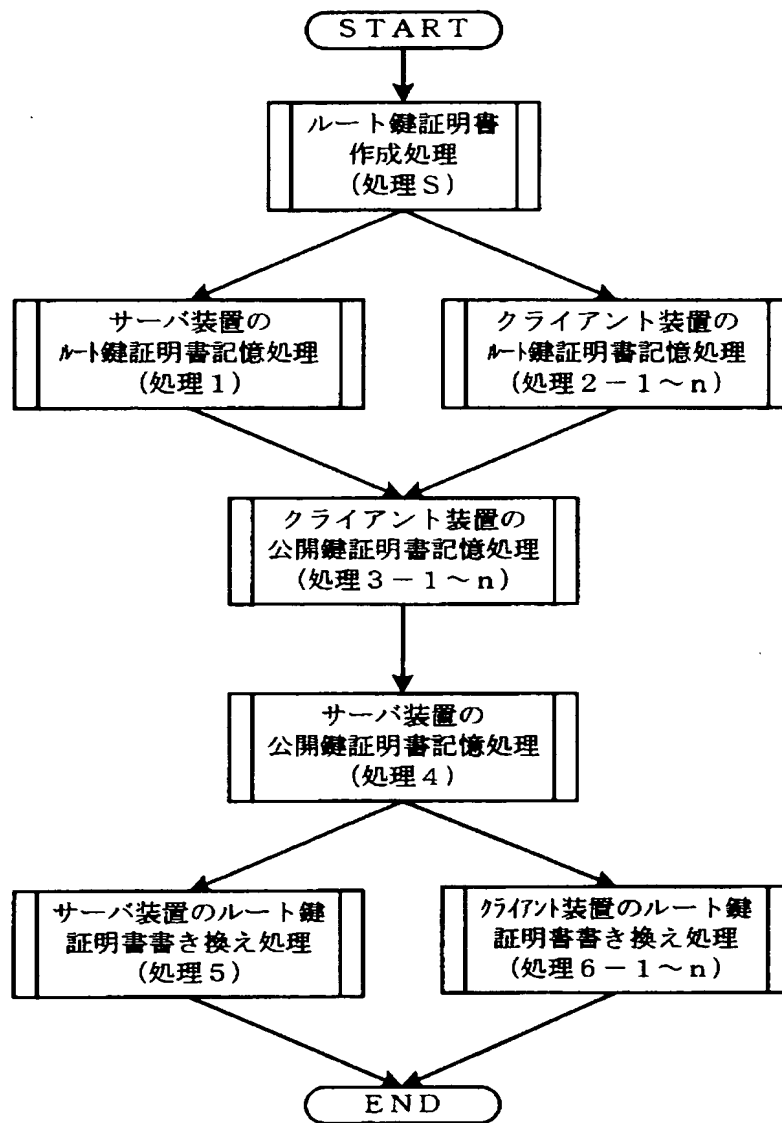 START
ルート鍵証明書
作成処理
(処理S)
サーバ装置の
ルート鍵証明書記憶処理
(処理1)
クライアント装置の
ルート鍵証明書記憶処理
(処理2-1~n)
クライアント装置の
公開鍵証明書記憶処理
(処理3-1~n)
サーバ装置の
公開鍵証明書記憶処理
(処理4)
サーバ装置のルート鍵
証明書書き換え処理
(処理5)
クライアント装置のルート鍵
証明書書き換え処理
(処理6-1~n)
END